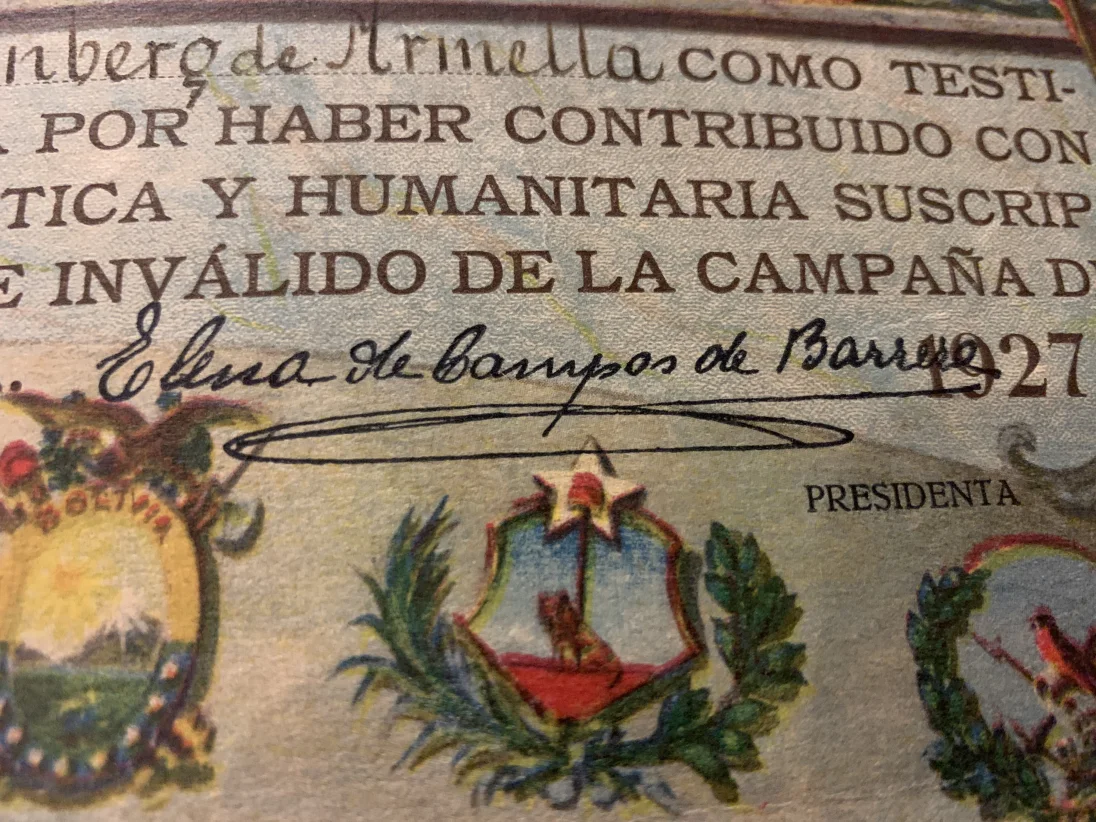 nberg de Armella COMO TESTI-
A POR HABER CONTRIBUIDO CON
TICA Y HUMANITARIA SUSCRIP
E INVÁLIDO DE LA CAMPAÑA D
Elena de Campos de Barrero 1927
PRESIDENTA
BOLIVIA